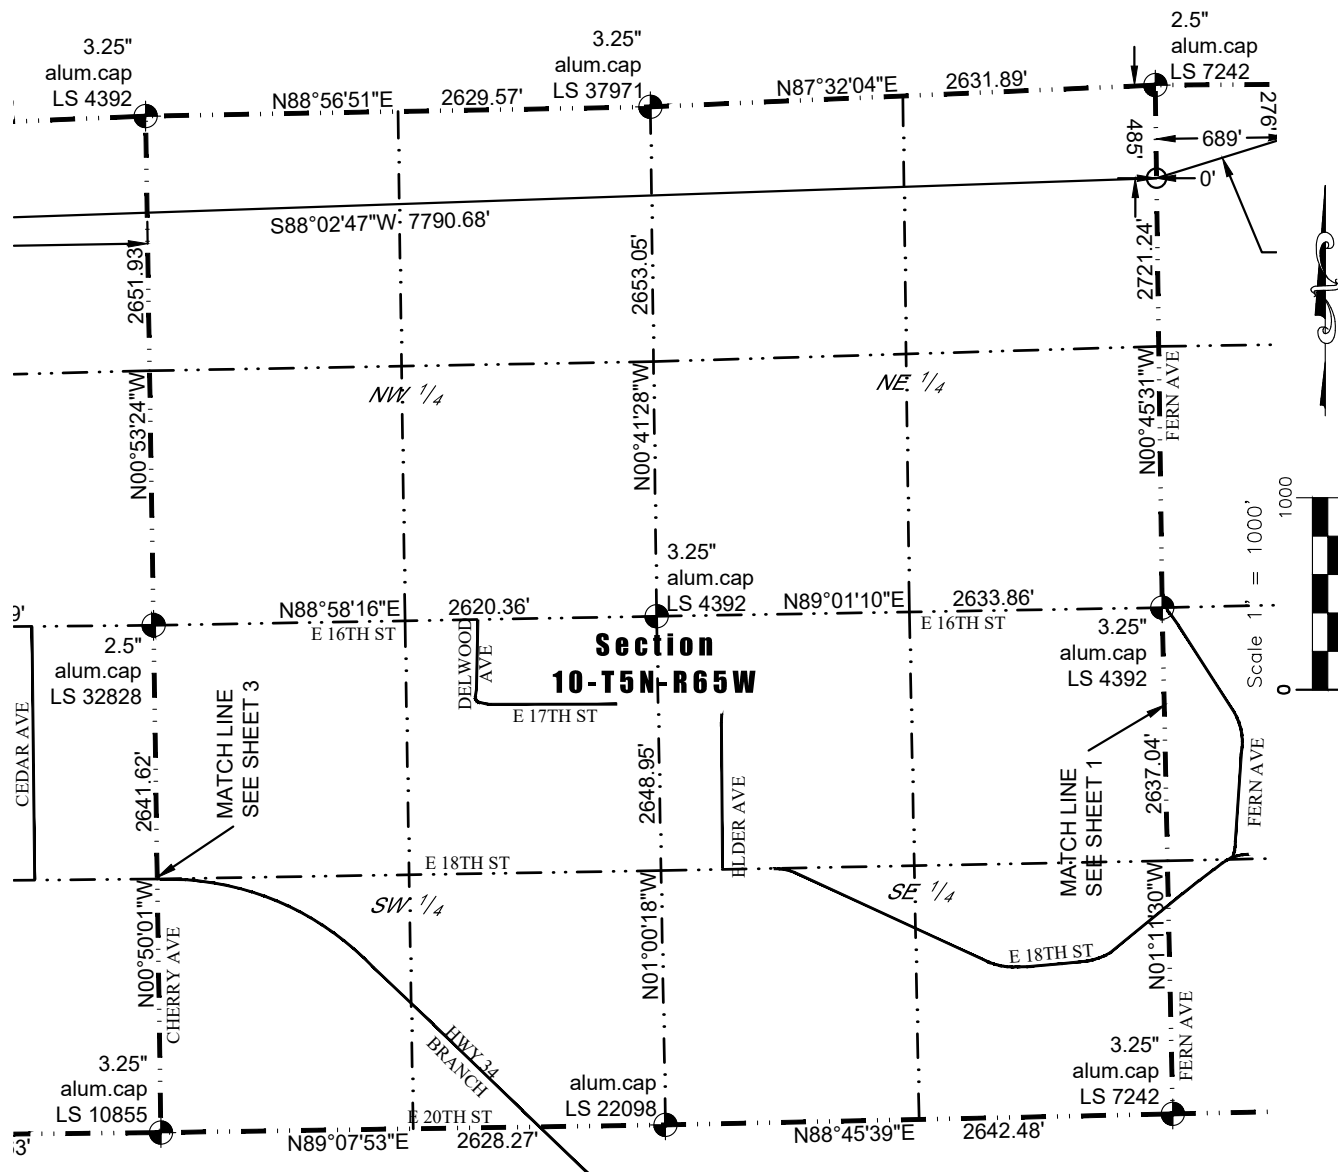 3.25"
alum.cap
LS 4392
3.25"
alum.cap
LS 37971
2.5"
alum.cap
LS 7242
N88°56'51"E
2629.57'
N87°32'04"E
2631.89'
276'
485'
689'
0'
S88°02'47"W 7790.68'
2651.93'
2653.05'
2721.24'
NW 1/4
NE 1/4
N00°53'24"W
N00°41'28"W
N00°45'31"W
FERN AVE
Scale 1" = 1000'
1000
0
3.25"
alum.cap
LS 4392
9'
N88°58'16"E
2620.36'
N89°01'10"E
2633.86'
E 16TH ST
E 16TH ST
2.5"
alum.cap
LS 32828
DELWOOD
AVE
Section
10-T5N-R65W
3.25"
alum.cap
LS 4392
E 17TH ST
CEDAR AVE
MATCH LINE
SEE SHEET 3
2641.62'
2648.95'
ELDER AVE
MATCH LINE
SEE SHEET 1
2637.04'
FERN AVE
E 18TH ST
SW 1/4
SE 1/4
N00°50'01"W
CHERRY AVE
N01°00'18"W
E 18TH ST
N01°11'30"W
FERN AVE
HWY 34
BRANCH
3.25"
alum.cap
LS 10855
alum.cap
LS 22098
3.25"
alum.cap
LS 7242
E 20TH ST
N89°07'53"E
2628.27'
N88°45'39"E
2642.48'